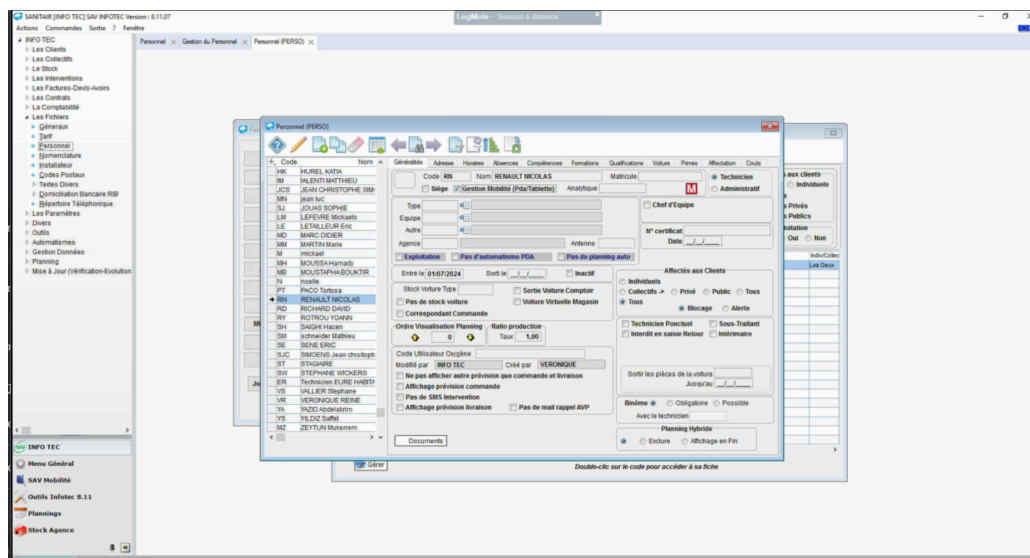 SANITAIR [INFO TEC] SAV INFOTEC Version : 8.11.07
LogMeIn - Session à distance
Actions Commandes Sortie ? Fenêtre
INFO TEC
Les Clients
Les Collectifs
Le Stock
Les Interventions
Les Factures-Devis-Avoirs
Les Contrats
La Comptabilité
Les Fichiers
Géneraux
Tarif
Personnel
Nomenclature
Installateur
Codes Postaux
Textes Divers
Domiciliation Bancaire RIB
Répertoire Téléphonique
Les Paramètres
Divers
Outils
Automatismes
Gestion Données
Planning
Mise à Jour (Vérification-Evolution
INFO TEC
Menu Général
SAV Mobilité
Outils Infotec 8.11
Plannings
Stock Agence
Personnel
Gestion du Personnel
Personnel (PERSO)
Personnel (PERSO)
Code Nom
HK HUREL KATIA
IM IALENTI MATTHIEU
JCS JEAN CHRISTOPHE SIM
MN jean luc
SJ JOUAS SOPHIE
LM LEFEVRE Mickaels
LE LETAILLEUR Eric
MD MARC DIDIER
MM MARTIN Marie
M mickael
MH MOUSSA Hamady
MB MOUSTAPHA BOUKTIR
N noelle
PT PACO Tortosa
RN RENAULT NICOLAS
RD RICHARD DAVID
RY ROTROU YOANN
SH SAIGHI Hacen
SM schneider Mathieu
SE SENE ERIC
SJC SIMOENS Jean chrsitoph
ST STAGIAIRE
SW STEPHANE WICKERS
ER Technicien EURE HABITA
VS VALLIER Stephane
VR VERONIQUE REINE
YA YAZID Abdelakrim
YS YILDIZ Saffet
MZ ZEYTUN Mukerrem
Généralités Adresse Horaires Absences Compétences Formations Qualifications Voiture Primes Affectation Couts
Code RN Nom RENAULT NICOLAS Matricule
Technicien
Siège Gestion Mobilité (Pda/Tablette) Analytique M Administratif
Type
Equipe
Autre
Agence Antenne
Chef d'Equipe
N° certificat
Date __/__/____
Exploitation Pas d'automatisme PDA Pas de planning auto
Entré le 01/07/2024 Sorti le __/__/____ Inactif
Stock Voiture Type Sortie Voiture Comptoir
Pas de stock voiture Voiture Virtuelle Magasin
Correspondant Commande
Ordre Visualisation Planning Ratio production
0 Taux 1,00
Code Utilisateur Oxygène
Modifié par INFO TEC Créé par VERONIQUE
Ne pas afficher autre prévision que commande et livraison
Affichage prévision commande
Pas de SMS Intervention
Affichage prévision livraison Pas de mail rappel AVP
Documents
Affectés aux Clients
Individuels
Collectifs -> Privé Public Tous
Tous
Blocage Alerte
Technicien Ponctuel Sous-Traitant
Interdit en saisie Retour Intérimaire
Sortir les pièces de la voiture
Jusqu'au __/__/____
Binôme Obligatoire Possible
Avec le technicien
Planning Hybride
Exclure Affichage en Fin
aux clients
Individuels
Privés
Publics
Oui Non
Indiv/Collec
Les Deux
Gérer
Double-clic sur le code pour accéder à sa fiche